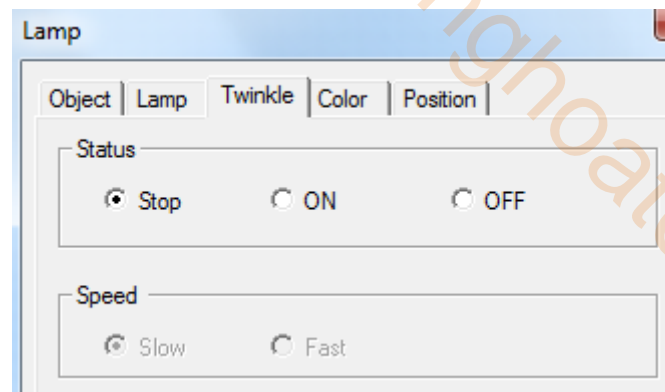 Lamp
Object Lamp Twinkle Color Position
Status
Stop ON OFF
Speed
Slow Fast